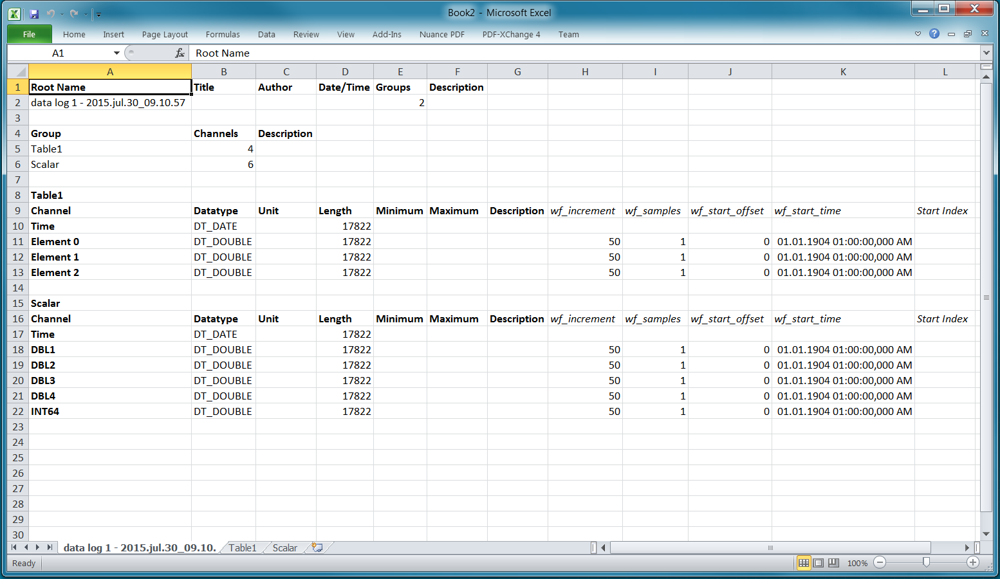 Book2 - Microsoft Excel
File Home Insert Page Layout Formulas Data Review View Add-Ins Nuance PDF PDF-XChange 4 Team
A1 fx Root Name
A B C D E F G H I J K L
1 Root Name Title Author Date/Time Groups Description
2 data log 1 - 2015.jul.30_09.10.57 2
3
4 Group Channels Description
5 Table1 4
6 Scalar 6
7
8 Table1
9 Channel Datatype Unit Length Minimum Maximum Description wf_increment wf_samples wf_start_offset wf_start_time Start Index
10 Time DT_DATE 17822
11 Element 0 DT_DOUBLE 17822 50 1 0 01.01.1904 01:00:00,000 AM
12 Element 1 DT_DOUBLE 17822 50 1 0 01.01.1904 01:00:00,000 AM
13 Element 2 DT_DOUBLE 17822 50 1 0 01.01.1904 01:00:00,000 AM
14
15 Scalar
16 Channel Datatype Unit Length Minimum Maximum Description wf_increment wf_samples wf_start_offset wf_start_time Start Index
17 Time DT_DATE 17822
18 DBL1 DT_DOUBLE 17822 50 1 0 01.01.1904 01:00:00,000 AM
19 DBL2 DT_DOUBLE 17822 50 1 0 01.01.1904 01:00:00,000 AM
20 DBL3 DT_DOUBLE 17822 50 1 0 01.01.1904 01:00:00,000 AM
21 DBL4 DT_DOUBLE 17822 50 1 0 01.01.1904 01:00:00,000 AM
22 INT64 DT_DOUBLE 17822 50 1 0 01.01.1904 01:00:00,000 AM
23
24
25
26
27
28
29
30
data log 1 - 2015.jul.30_09.10. Table1 Scalar
Ready 100%